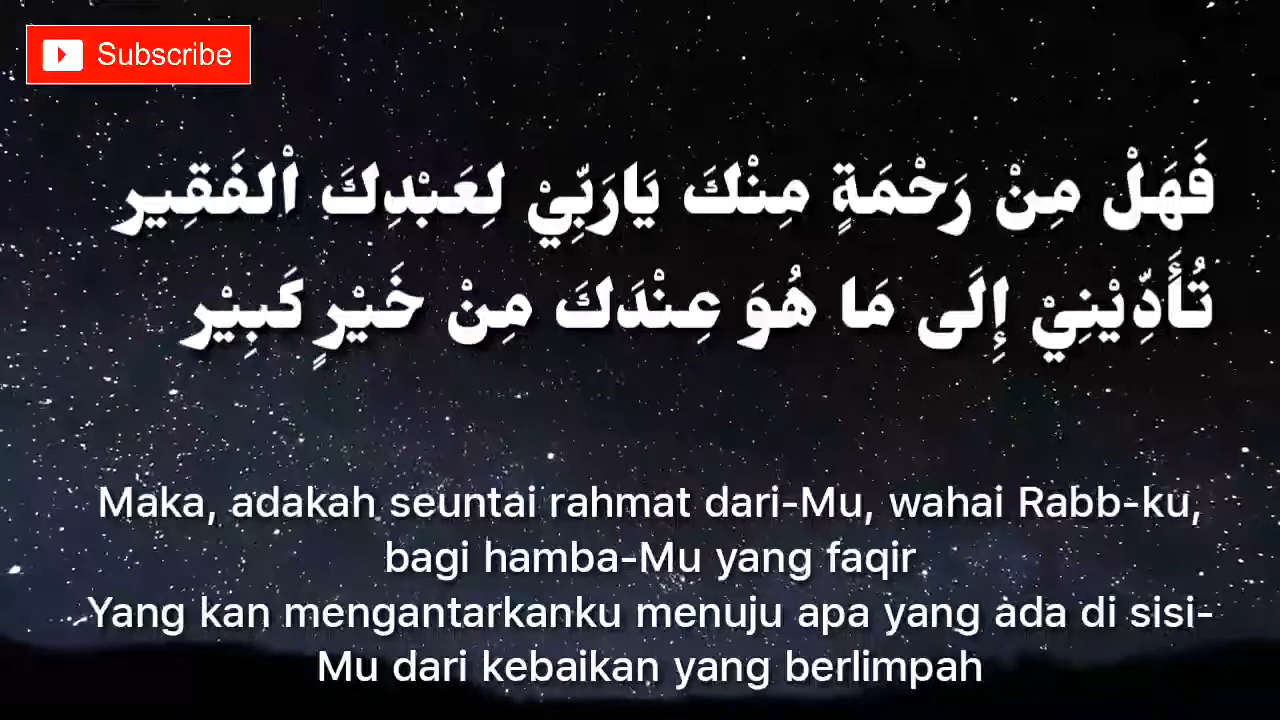 Subscribe
فَهَلْ مِنْ رَحْمَةٍ مِنْكَ يَارَبِّيْ لِعَبْدِكَ اْلفَقِير
تُأَدِّيْنِيْ إِلَى مَا هُوَ عِنْدَكَ مِنْ خَيْرٍ كَبِيْر
Maka, adakah seuntai rahmat dari-Mu, wahai Rabb-ku,
bagi hamba-Mu yang faqir
Yang kan mengantarkanku menuju apa yang ada di sisi-
Mu dari kebaikan yang berlimpah